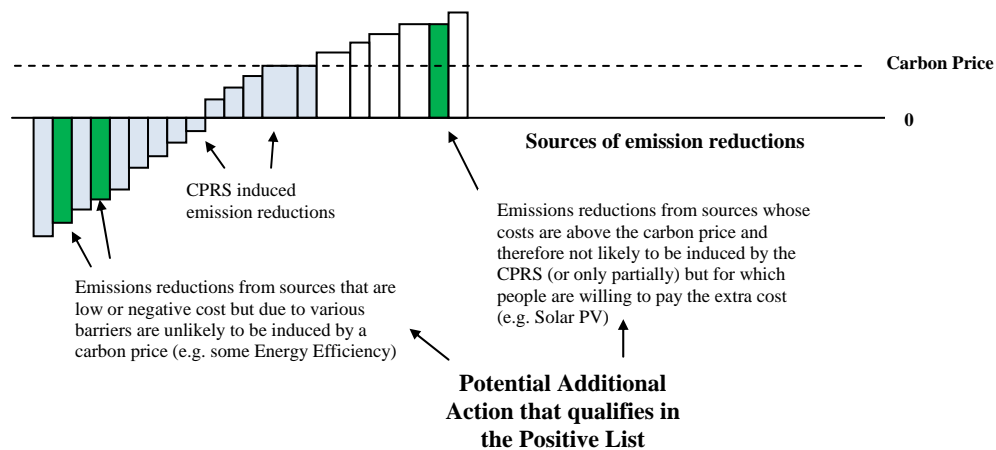 Carbon Price
0
Sources of emission reductions
CPRS induced
emission reductions
Emissions reductions from sources whose
costs are above the carbon price and
therefore not likely to be induced by the
CPRS (or only partially) but for which
people are willing to pay the extra cost
(e.g. Solar PV)
Emissions reductions from sources that are
low or negative cost but due to various
barriers are unlikely to be induced by a
carbon price (e.g. some Energy Efficiency)
Potential Additional
Action that qualifies in
the Positive List